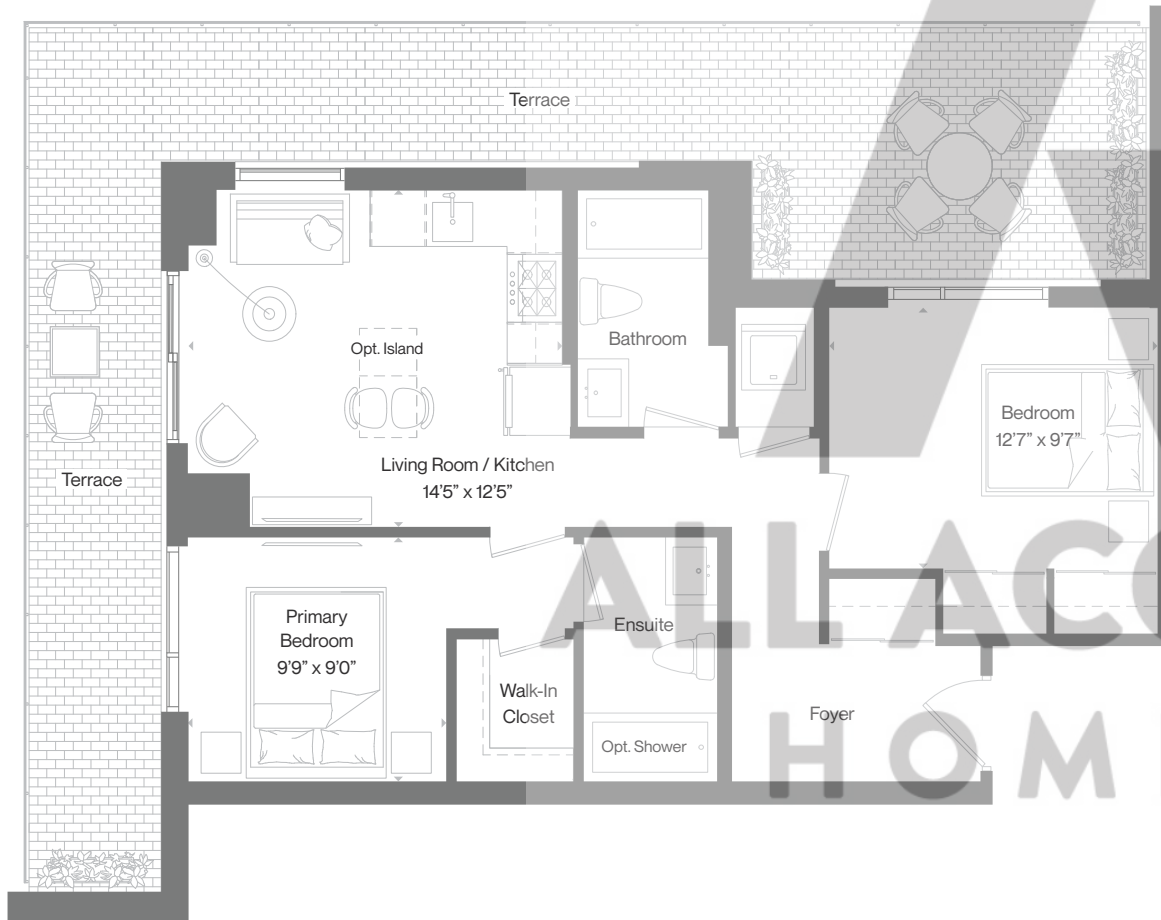 Terrace
Bathroom
Opt. Island
Bedroom
12'7" x 9'7"
Living Room / Kitchen
14'5" x 12'5"
Terrace
Primary
Bedroom
9'9" x 9'0"
Ensuite
Walk-In
Closet
Foyer
Opt. Shower
ALL
HOM